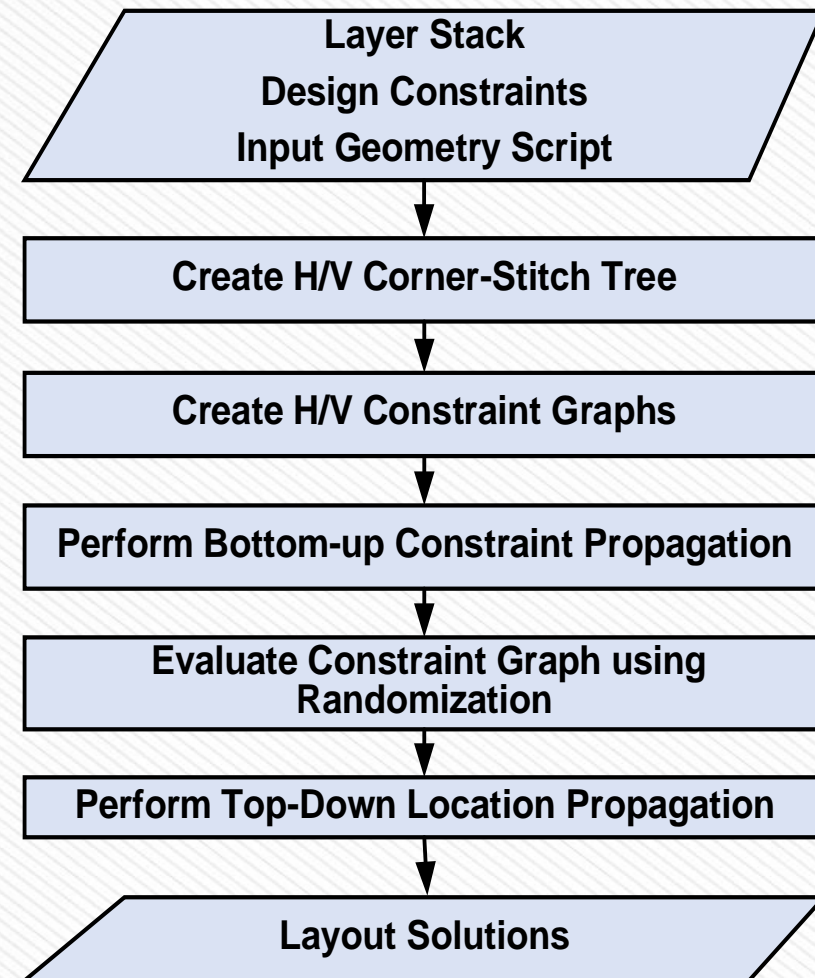 Layer Stack
Design Constraints
Input Geometry Script
Create H/V Corner-Stitch Tree
Create H/V Constraint Graphs
Perform Bottom-up Constraint Propagation
Evaluate Constraint Graph using
Randomization
Perform Top-Down Location Propagation
Layout Solutions